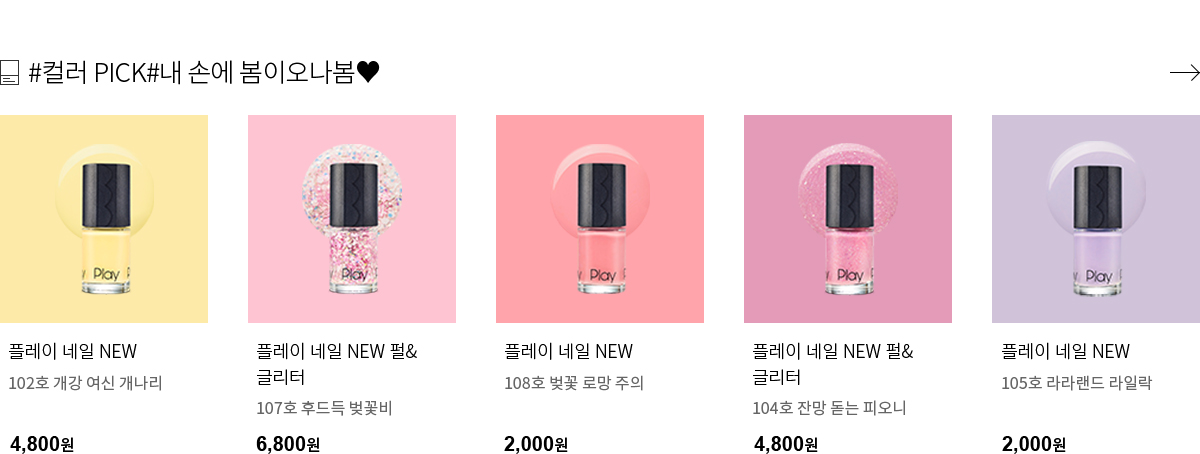 #컬러 PICK#내 손에 봄이오나봄♥
Play
Play
Play
Play
Play
플레이 네일 NEW
102호 개강 여신 개나리
4,800원
플레이 네일 NEW 펄&
글리터
107호 후드득 벚꽃비
6,800원
플레이 네일 NEW
108호 벚꽃 로망 주의
2,000원
플레이 네일 NEW 펄&
글리터
104호 잔망 돋는 피오니
4,800원
플레이 네일 NEW
105호 라라랜드 라일락
2,000원